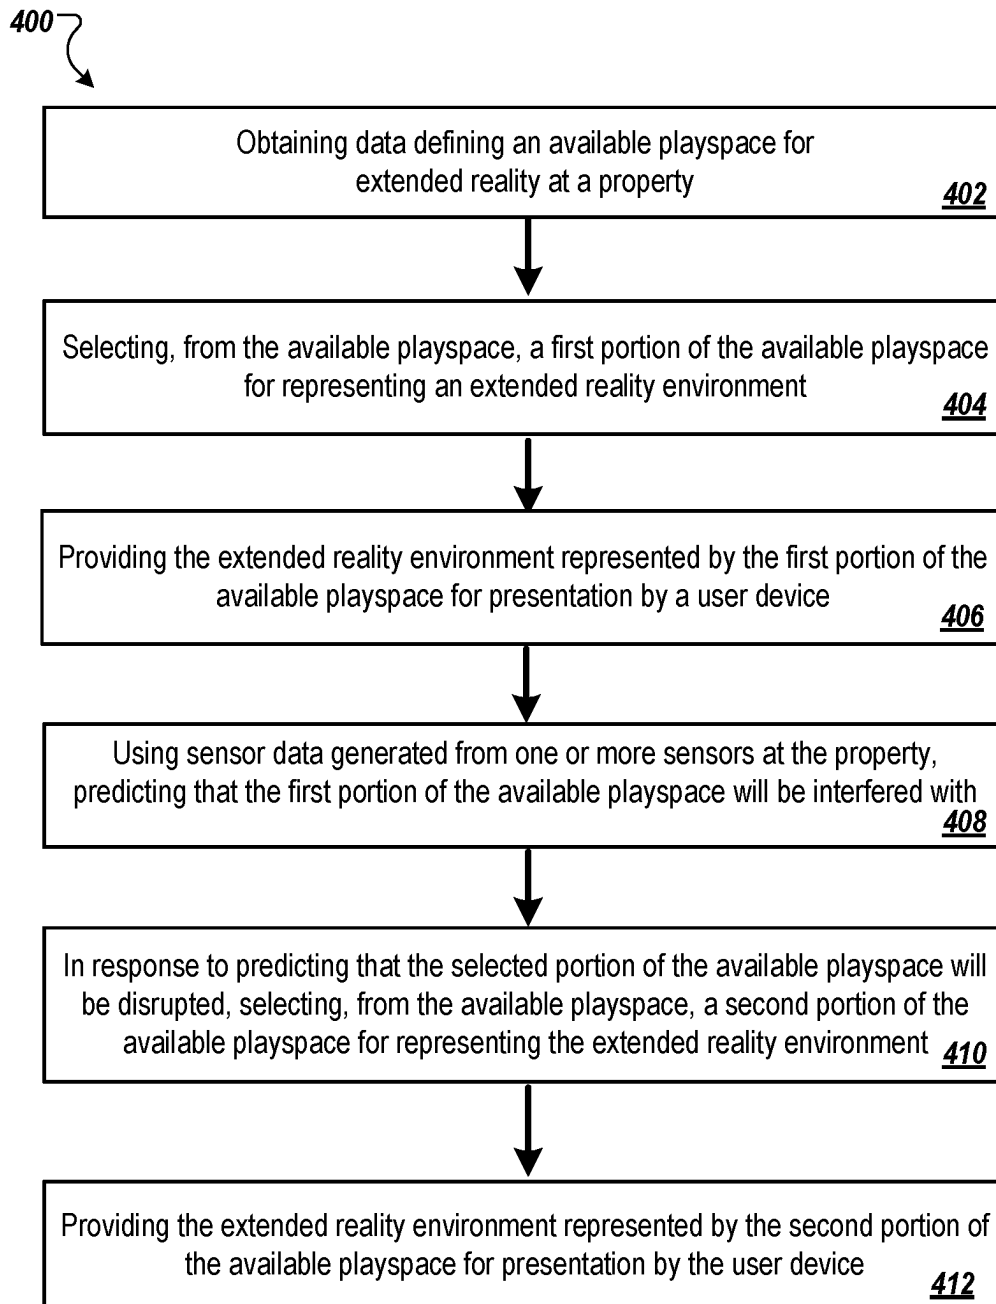 400
Obtaining data defining an available playspace for
extended reality at a property
402
Selecting, from the available playspace, a first portion of the available playspace
for representing an extended reality environment
404
Providing the extended reality environment represented by the first portion of the
available playspace for presentation by a user device
406
Using sensor data generated from one or more sensors at the property,
predicting that the first portion of the available playspace will be interfered with
408
In response to predicting that the selected portion of the available playspace will
be disrupted, selecting, from the available playspace, a second portion of the
available playspace for representing the extended reality environment
410
Providing the extended reality environment represented by the second portion of
the available playspace for presentation by the user device
412